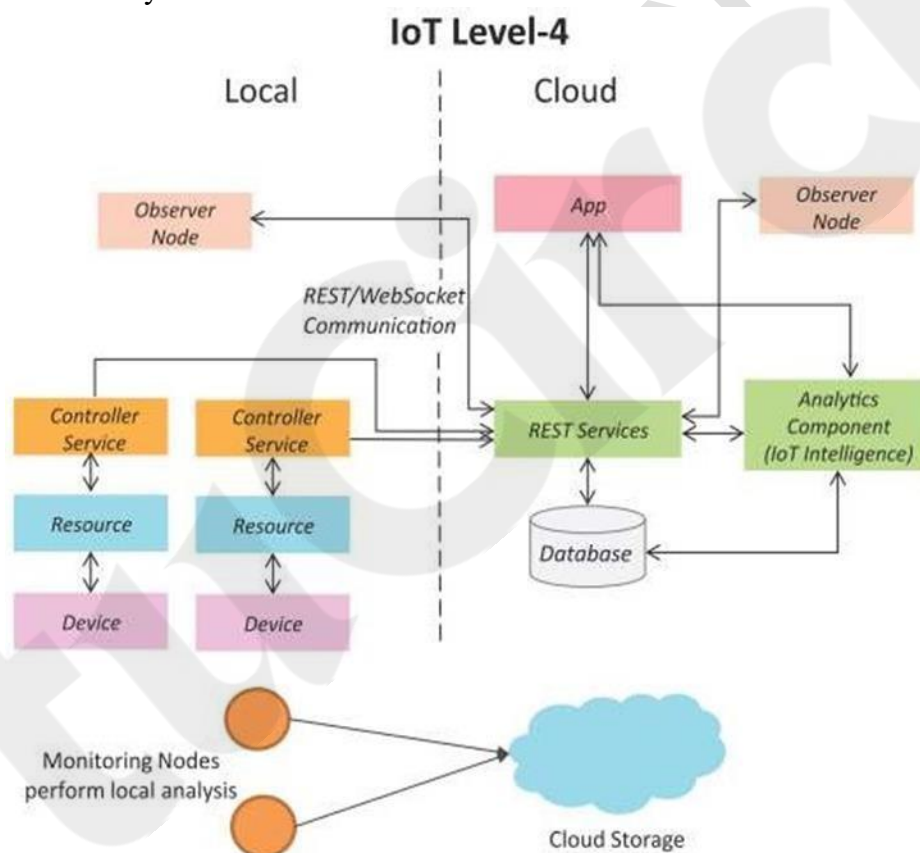 IoT Level-4
Local
Cloud
Observer
Node
App
Observer
Node
REST/WebSocket
Communication
Controller
Service
Controller
Service
REST Services
Analytics
Component
(IoT Intelligence)
Resource
Resource
Database
Device
Device
Monitoring Nodes
perform local analysis
Cloud Storage